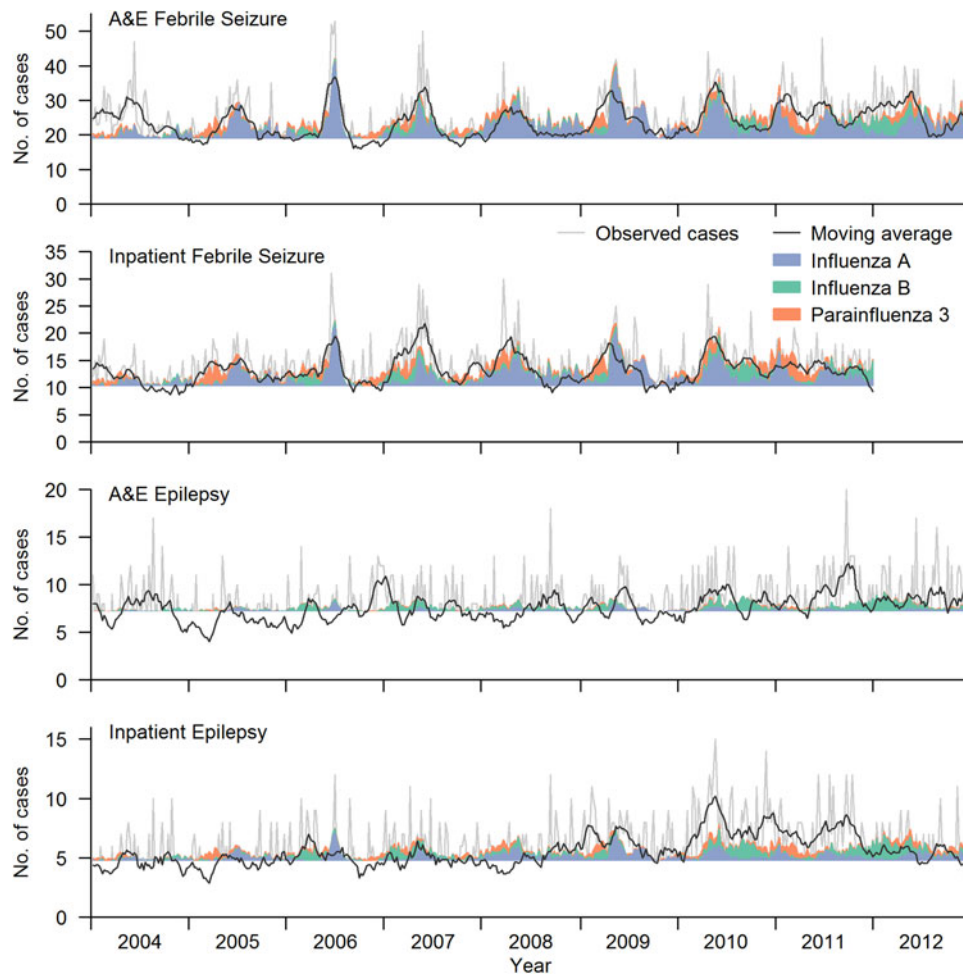 A&E Febrile Seizure
No. of cases
50
40
30
20
10
0
Observed cases
Moving average
Influenza A
Influenza B
Parainfluenza 3
Inpatient Febrile Seizure
No. of cases
35
30
25
20
15
10
5
0
A&E Epilepsy
No. of cases
20
15
10
5
0
Inpatient Epilepsy
No. of cases
15
10
5
0
2004 2005 2006 2007 2008 2009 2010 2011 2012
Year